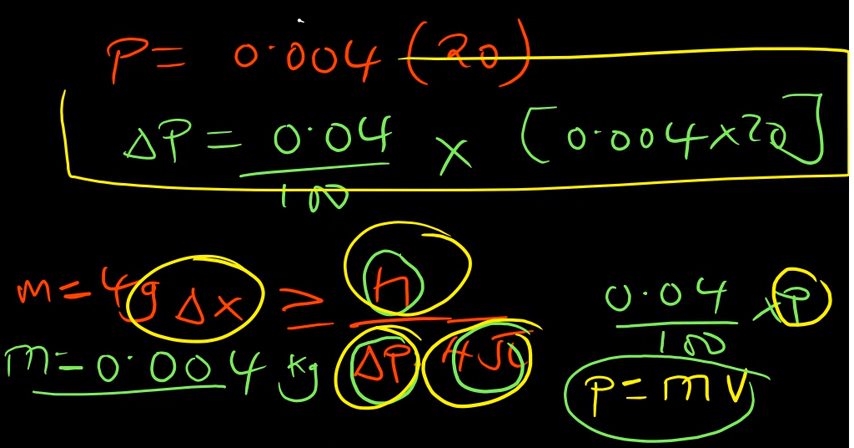 P = 0.004 (20)
ΔP = 0.04/100 × [0.004×20]
m = 4g Δx ≥ h/ΔP 4π
m = 0.004 kg
0.04/100 × P
P = mv